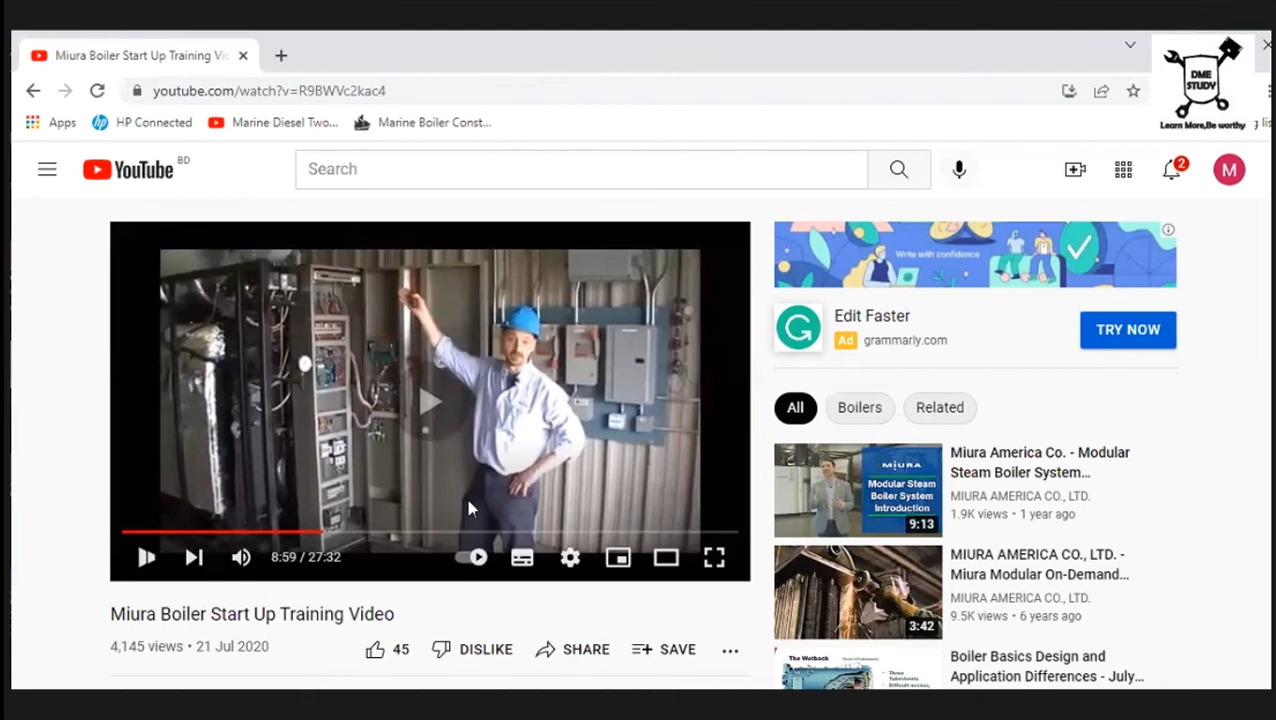 Miura Boiler Start Up Training Vid
DME
STUDY
Learn More,Be worthy
youtube.com/watch?v=R9BWVc2kac4
Apps
HP Connected
Marine Diesel Two...
Marine Boiler Const...
YouTube BD
Search
2
M
Write with confidence
Edit Faster
Ad grammarly.com
TRY NOW
All
Boilers
Related
MIURA
Modular Steam
Boiler System
Introduction
9:13
Miura America Co. - Modular
Steam Boiler System...
MIURA AMERICA CO., LTD.
1.9K views • 1 year ago
3:42
MIURA AMERICA CO., LTD. -
Miura Modular On-Demand...
MIURA AMERICA CO., LTD.
9.5K views • 6 years ago
The Wetback
Boiler Basics Design and
Application Differences - July...
8:59 / 27:32
Miura Boiler Start Up Training Video
4,145 views • 21 Jul 2020
45
DISLIKE
SHARE
SAVE